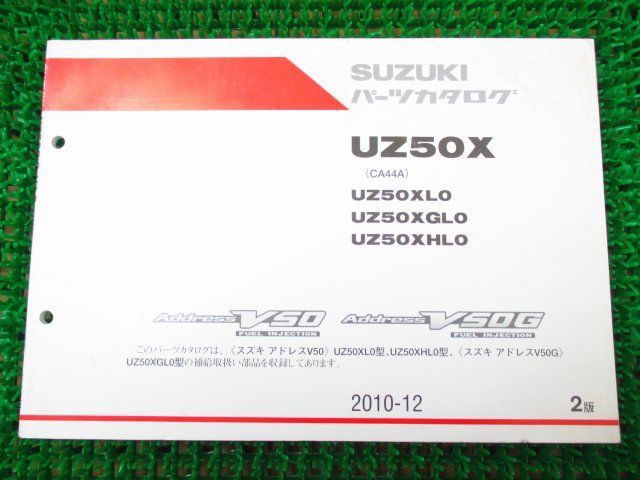 SUZUKI
パーツカタログ
UZ50X
(CA44A)
UZ50XL0
UZ50XGL0
UZ50XHL0
Address V50
FUEL INJECTION
Address V50G
FUEL INJECTION
このパーツカタログは、《スズキ アドレスV50》UZ50XL0型、UZ50XHL0型、《スズキ アドレスV50G》
UZ50XGL0型の補給取扱い部品を収録してあります。
2010-12
2版